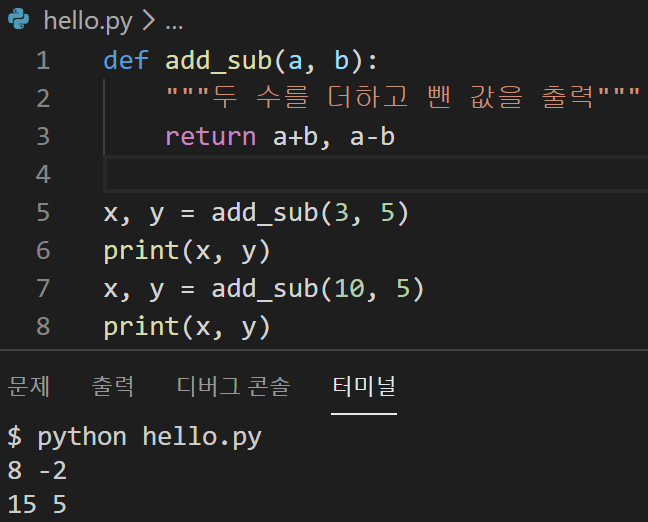 hello.py > ...
1 def add_sub(a, b):
2 """두 수를 더하고 뺀 값을 출력"""
3 return a+b, a-b
4
5 x, y = add_sub(3, 5)
6 print(x, y)
7 x, y = add_sub(10, 5)
8 print(x, y)
문제 출력 디버그 콘솔 터미널
$ python hello.py
8 -2
15 5